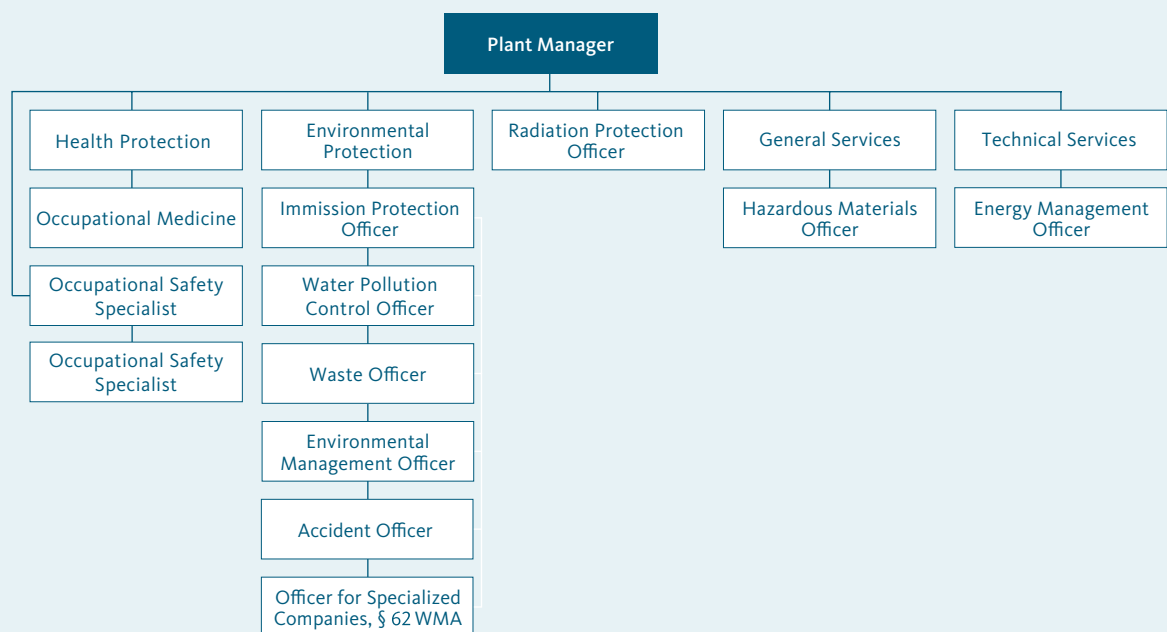 Plant Manager
Health Protection
Environmental
Protection
Radiation Protection
Officer
General Services
Technical Services
Occupational Medicine
Immission Protection
Officer
Hazardous Materials
Officer
Energy Management
Officer
Occupational Safety
Specialist
Water Pollution
Control Officer
Occupational Safety
Specialist
Waste Officer
Environmental
Management Officer
Accident Officer
Officer for Specialized
Companies, § 62 WMA